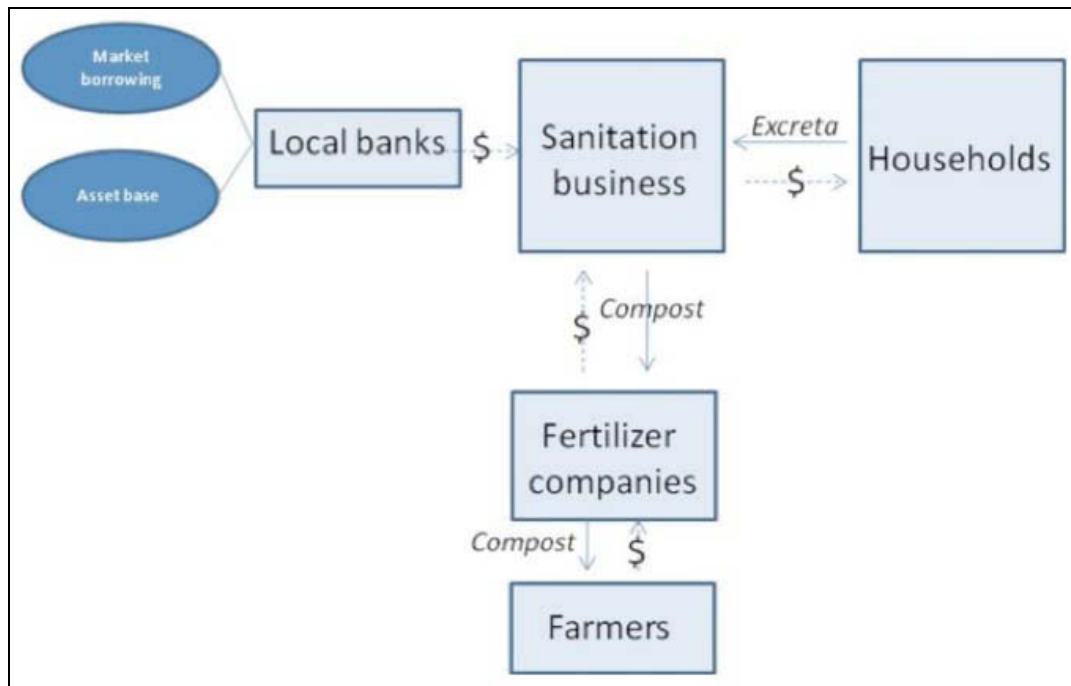 Market
borrowing
Asset base
Local banks
$
Sanitation
business
Excreta
$
Households
$
Compost
Fertilizer
companies
Compost
$
Farmers